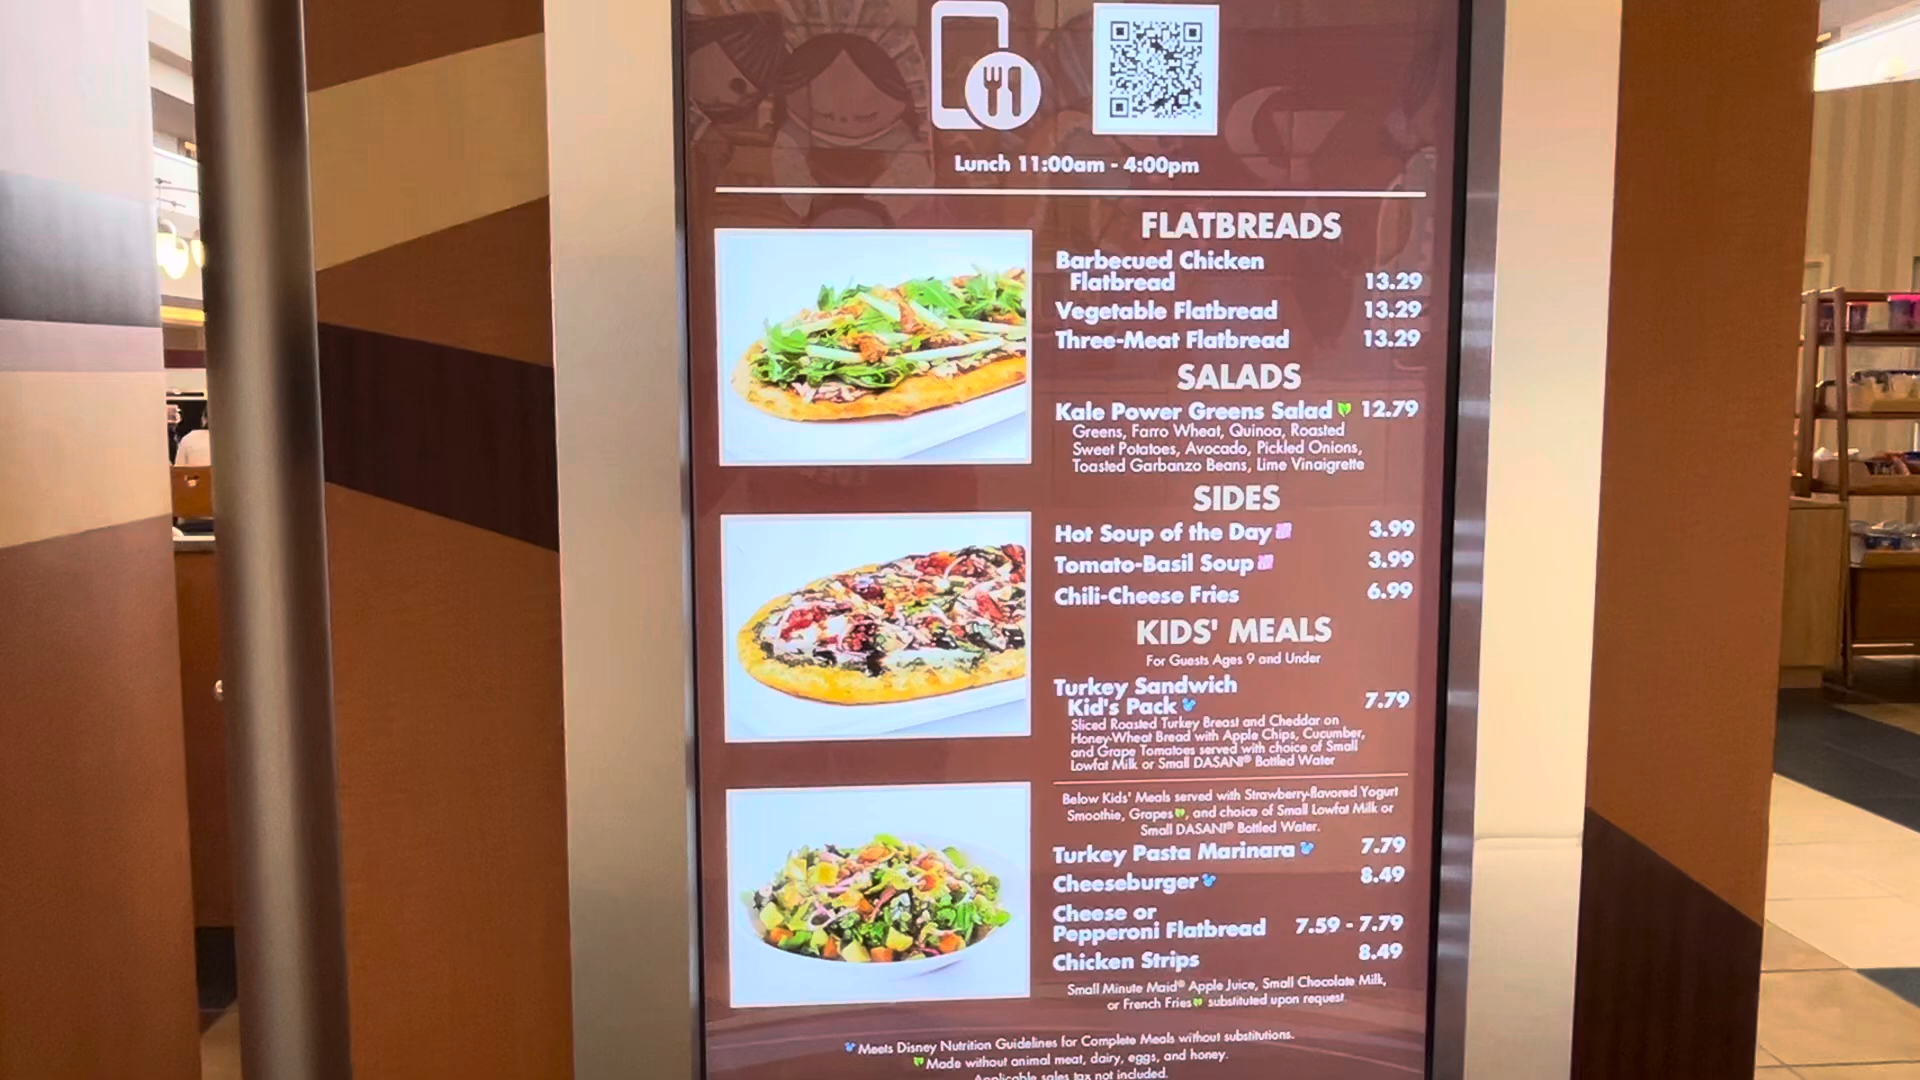 Lunch 11:00am - 4:00pm
FLATBREADS
Barbecued Chicken
Flatbread 13.29
Vegetable Flatbread 13.29
Three-Meat Flatbread 13.29
SALADS
Kale Power Greens Salad 12.79
Greens, Farro Wheat, Quinoa, Roasted
Sweet Potatoes, Avocado, Pickled Onions,
Toasted Garbanzo Beans, Lime Vinaigrette
SIDES
Hot Soup of the Day 3.99
Tomato-Basil Soup 3.99
Chili-Cheese Fries 6.99
KIDS' MEALS
For Guests Ages 9 and Under
Turkey Sandwich
Kid's Pack 7.79
Sliced Roasted Turkey Breast and Cheddar on
Honey-Wheat Bread with Apple Chips, Cucumber,
and Grape Tomatoes served with choice of Small
Lowfat Milk or Small DASANI® Bottled Water
Below Kids' Meals served with Strawberry-flavored Yogurt
Smoothie, Grapes, and choice of Small Lowfat Milk or
Small DASANI® Bottled Water.
Turkey Pasta Marinara 7.79
Cheeseburger 8.49
Cheese or
Pepperoni Flatbread 7.59 - 7.79
Chicken Strips 8.49
Small Minute Maid® Apple Juice, Small Chocolate Milk,
or French Fries substituted upon request.
Meets Disney Nutrition Guidelines for Complete Meals without substitutions.
Made without animal meat, dairy, eggs, and honey.
Applicable sales tax not included.